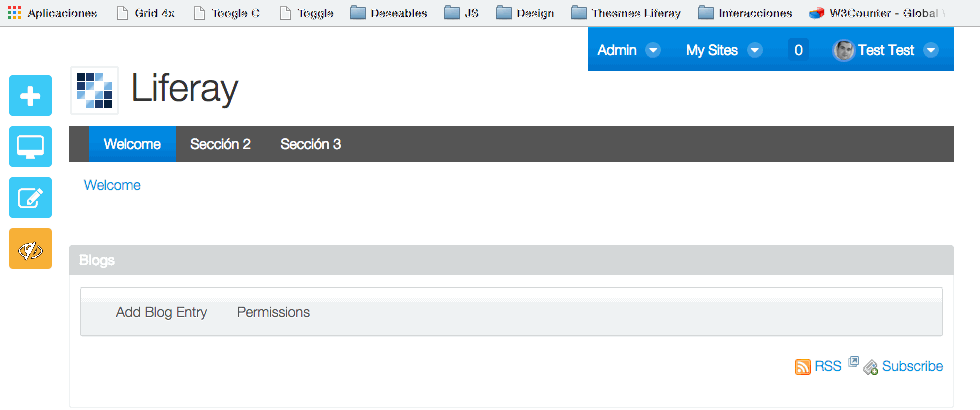 Aplicaciones Grid 4x Toggle C Toggle Deseables JS Design Thesmes Liferay Interacciones W3Counter - Global
Admin My Sites 0 Test Test
Liferay
Welcome Sección 2 Sección 3
Welcome
Blogs
Add Blog Entry Permissions
RSS Subscribe